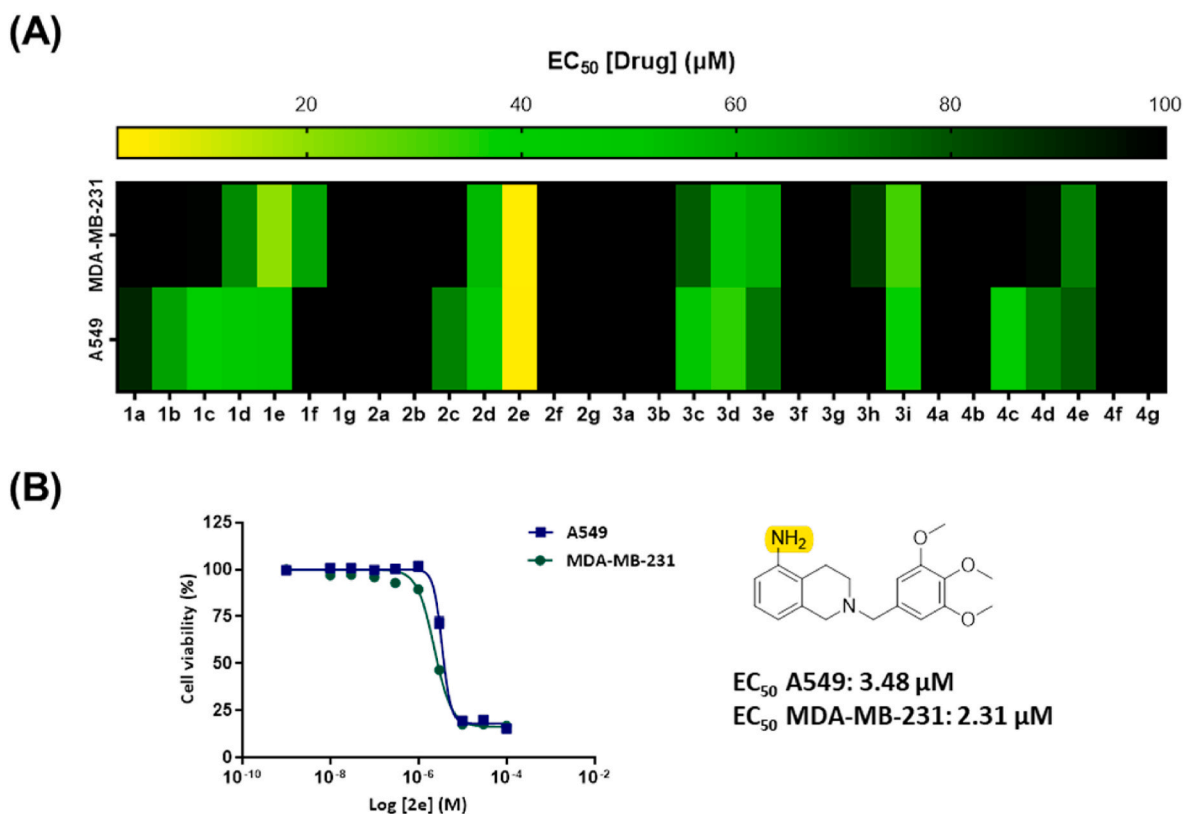 (A)
EC₅₀ [Drug] (µM)
20 40 60 80 100
MDA-MB-231
A549
1a 1b 1c 1d 1e 1f 1g 2a 2b 2c 2d 2e 2f 2g 3a 3b 3c 3d 3e 3f 3g 3h 3i 4a 4b 4c 4d 4e 4f 4g
(B)
Cell viability (%)
125
100
75
50
25
0
10⁻¹⁰ 10⁻⁸ 10⁻⁶ 10⁻⁴ 10⁻²
Log [2e] (M)
A549
MDA-MB-231
NH₂
O
O
O
N
EC₅₀ A549: 3.48 µM
EC₅₀ MDA-MB-231: 2.31 µM